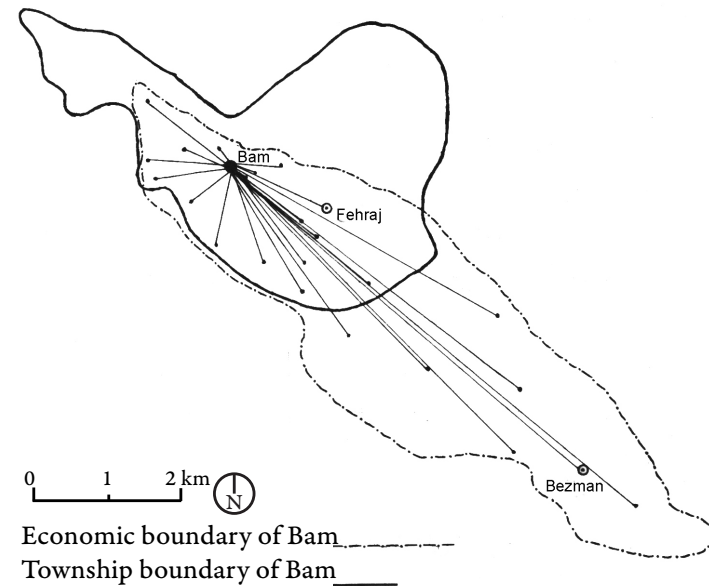 Bam
Fehraj
Bezman
0 1 2 km
N
Economic boundary of Bam
Township boundary of Bam